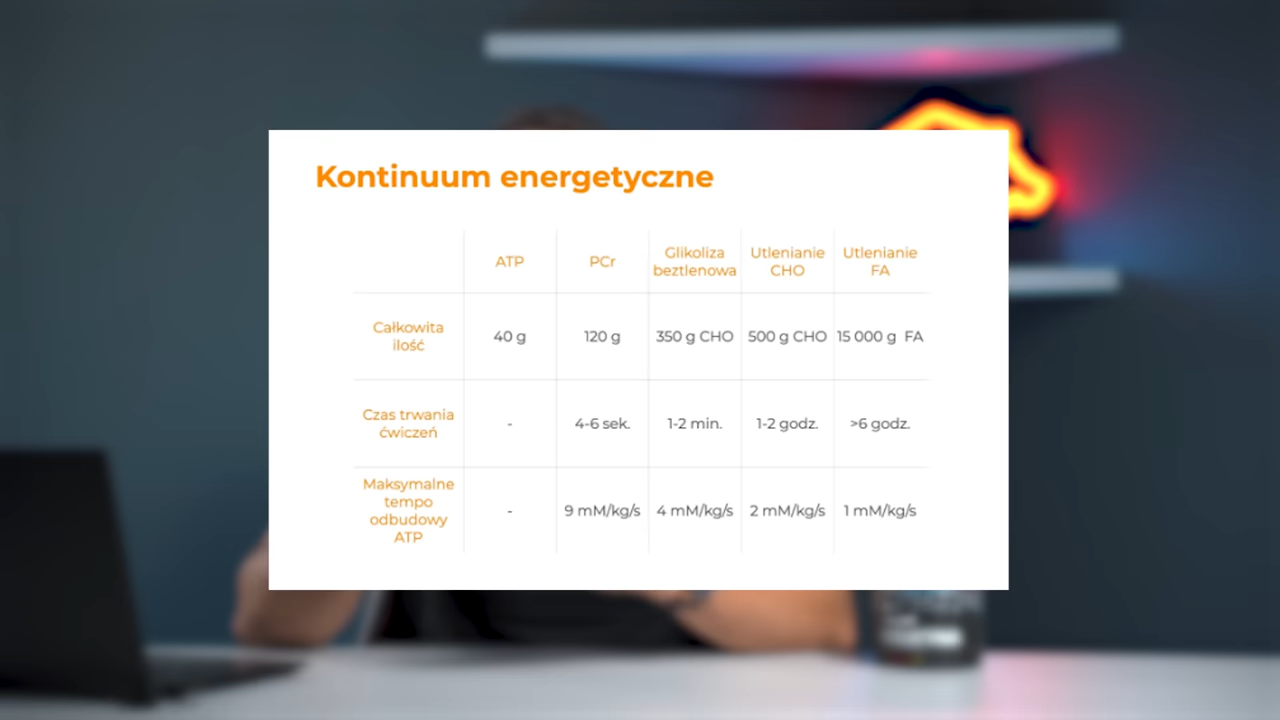 Kontinuum energetyczne
ATP PCr Glikoliza beztlenowa Utlenianie CHO Utlenianie FA
Całkowita ilość 40 g 120 g 350 g CHO 500 g CHO 15 000 g FA
Czas trwania ćwiczeń - 4-6 sek. 1-2 min. 1-2 godz. >6 godz.
Maksymalne tempo odbudowy ATP - 9 mM/kg/s 4 mM/kg/s 2 mM/kg/s 1 mM/kg/s